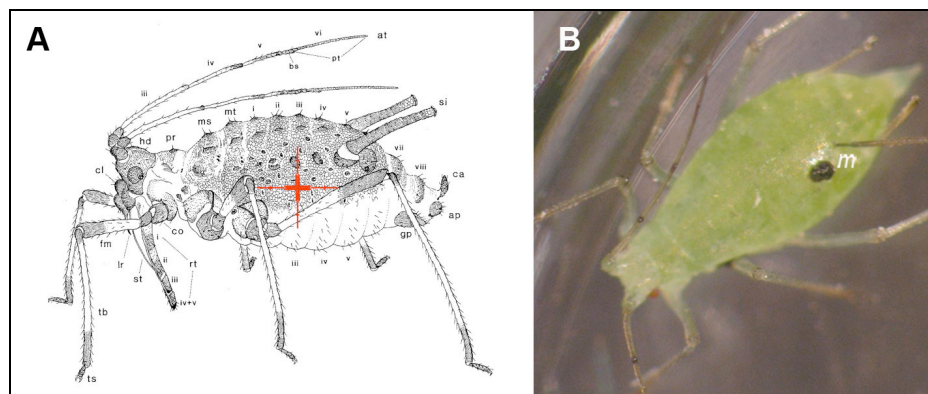 A
iii
iv
v
vi
at
bs
pt
si
hd
pr
ms
mt
i
ii
iii
iv
v
vii
viii
ca
cl
ap
co
gp
fm
lr
st
rt
i
ii
iii
iv+v
iii
iv
v
tb
ts
B
m